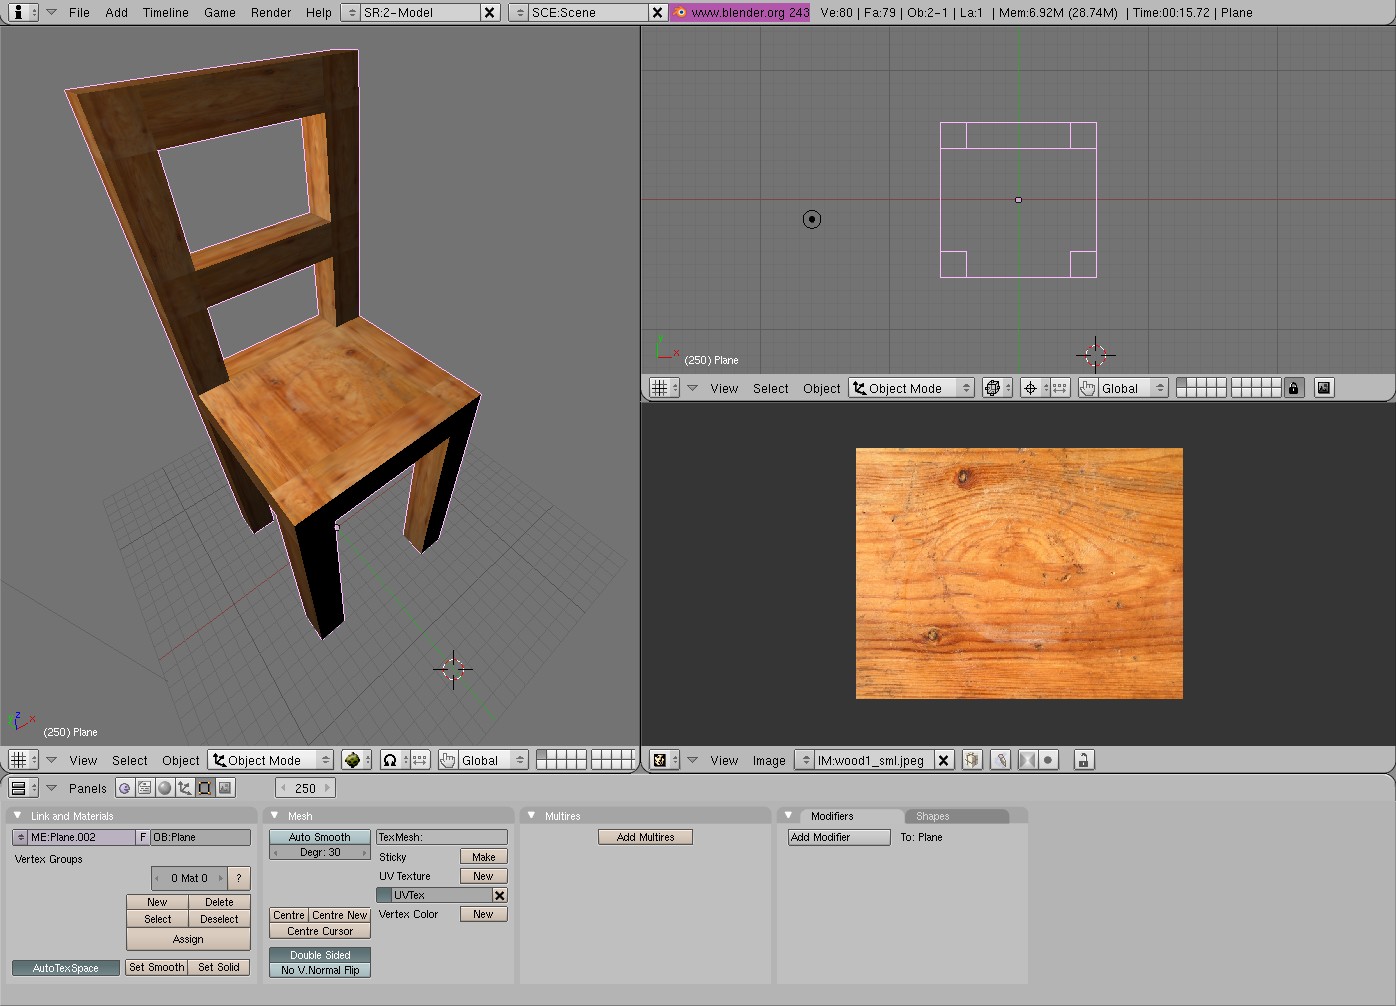 File Add Timeline Game Render Help SR:2-Model SCE:Scene www.blender.org 243 Ve:80 | Fa:79 | Ob:2-1 | La:1 | Mem:6.92M (28.74M) | Time:00:15.72 | Plane
(250) Plane
View Select Object Object Mode Global
x
z
(250) Plane
View Select Object Object Mode Global
View Image IM:wood1_sml.jpeg
Panels 250
Link and Materials
ME:Plane.002 F OB:Plane
Vertex Groups
0 Mat 0 ?
New Delete
Select Deselect
Assign
AutoTexSpace Set Smooth Set Solid
Mesh
Auto Smooth TexMesh:
Degr: 30
Sticky Make
UV Texture New
UVTex
Vertex Color New
Centre Centre New
Centre Cursor
Double Sided
No V.Normal Flip
Multires
Add Multires
Modifiers Shapes
Add Modifier To: Plane